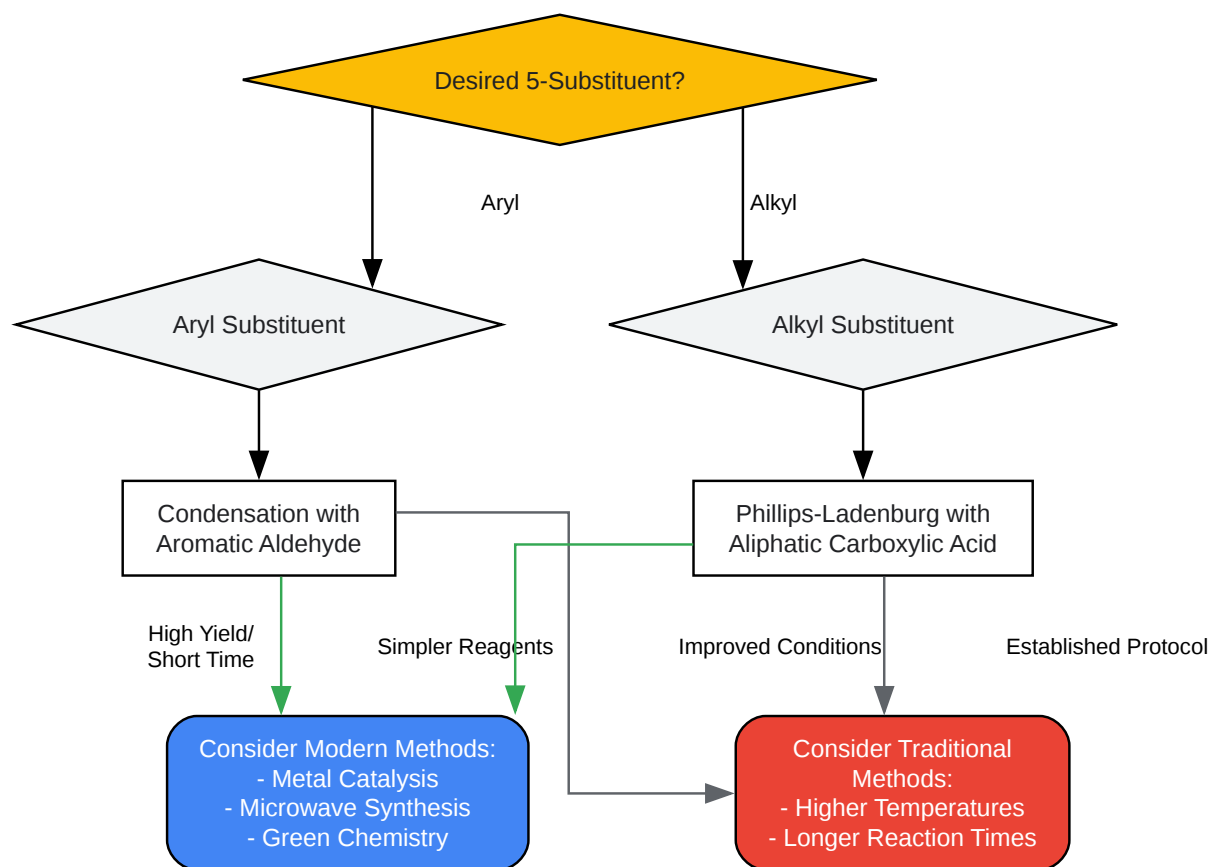 Desired 5-Substituent?
Aryl
Alkyl
Aryl Substituent
Alkyl Substituent
Condensation with
Aromatic Aldehyde
Phillips-Ladenburg with
Aliphatic Carboxylic Acid
High Yield/
Short Time
Simpler Reagents
Improved Conditions
Established Protocol
Consider Modern Methods:
- Metal Catalysis
- Microwave Synthesis
- Green Chemistry
Consider Traditional
Methods:
- Higher Temperatures
- Longer Reaction Times